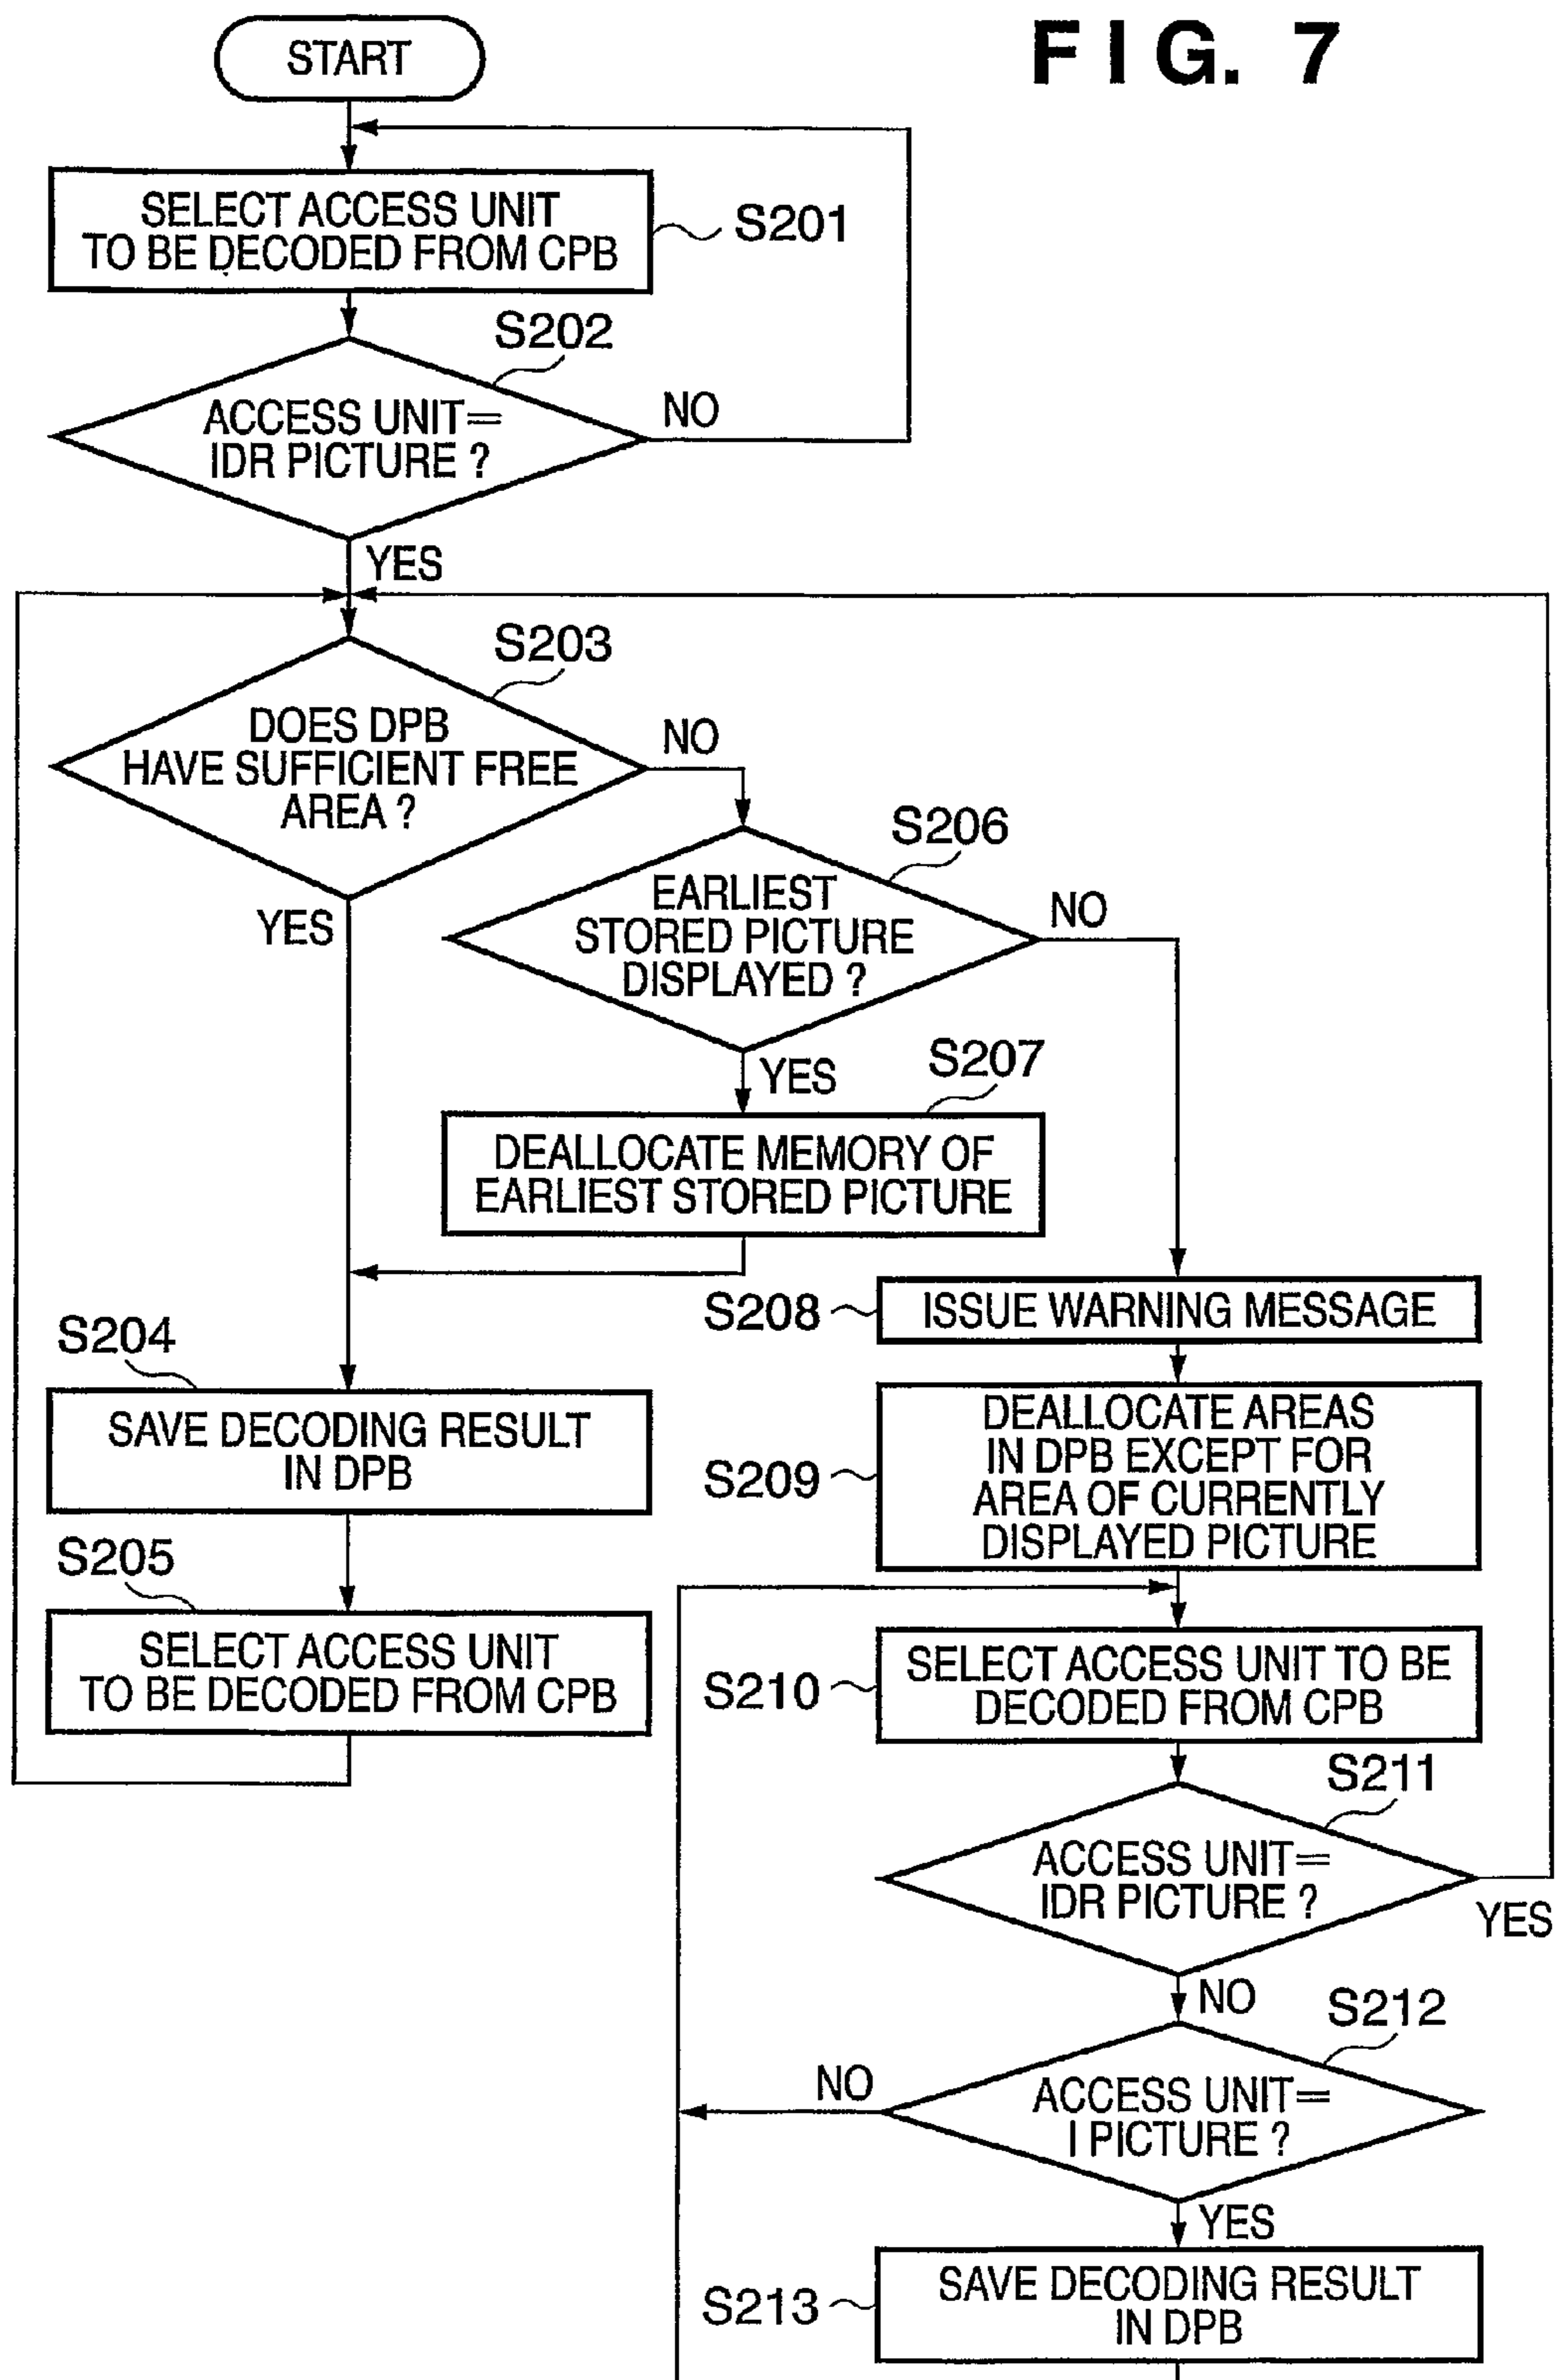 FIG. 7
START
SELECT ACCESS UNIT
TO BE DECODED FROM CPB
S201
S202
ACCESS UNIT=
IDR PICTURE ?
NO
YES
S203
DOES DPB
HAVE SUFFICIENT FREE
AREA ?
NO
YES
S206
EARLIEST
STORED PICTURE
DISPLAYED ?
NO
YES
S207
DEALLOCATE MEMORY OF
EARLIEST STORED PICTURE
S208
ISSUE WARNING MESSAGE
S204
SAVE DECODING RESULT
IN DPB
S209
DEALLOCATE AREAS
IN DPB EXCEPT FOR
AREA OF CURRENTLY
DISPLAYED PICTURE
S205
SELECT ACCESS UNIT
TO BE DECODED FROM CPB
S210
SELECT ACCESS UNIT TO BE
DECODED FROM CPB
S211
ACCESS UNIT=
IDR PICTURE ?
YES
NO
S212
ACCESS UNIT=
I PICTURE ?
NO
YES
S213
SAVE DECODING RESULT
IN DPB